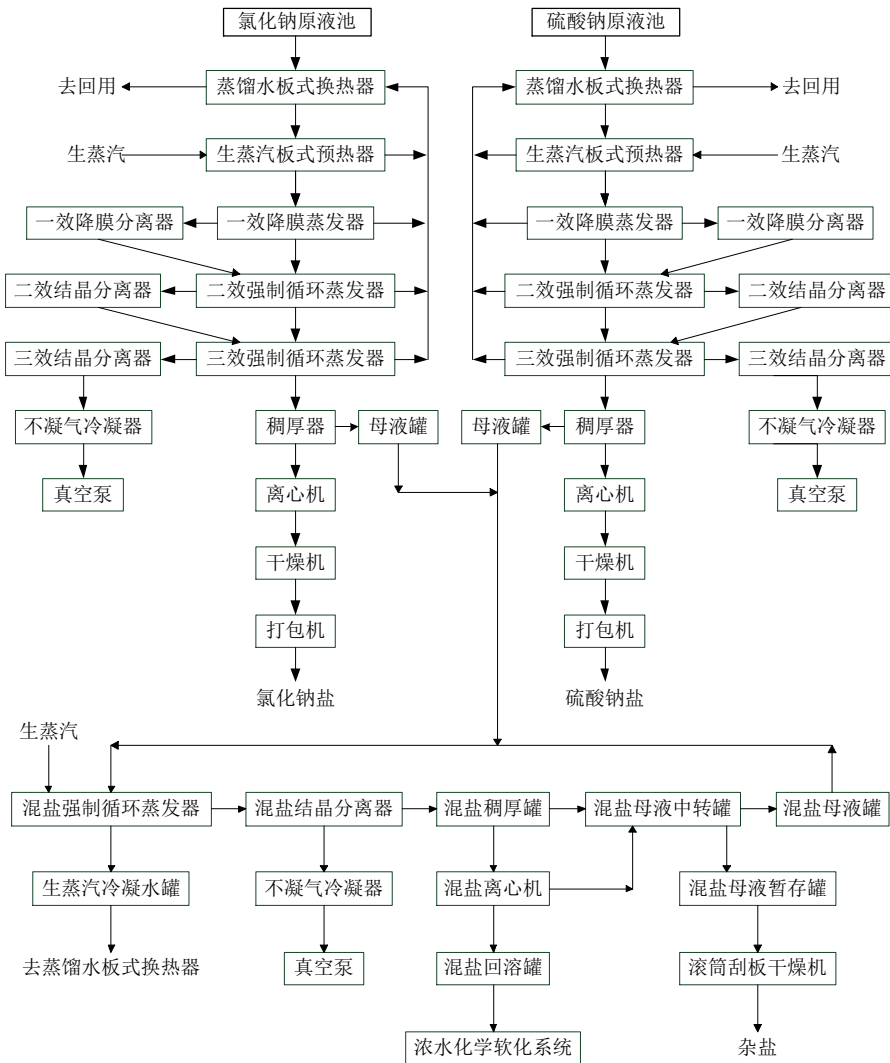 氯化钠原液池 硫酸钠原液池
去回用 蒸馏水板式换热器 蒸馏水板式换热器 去回用
生蒸汽 生蒸汽板式预热器 生蒸汽板式预热器 生蒸汽
一效降膜分离器 一效降膜蒸发器 一效降膜蒸发器 一效降膜分离器
二效结晶分离器 二效强制循环蒸发器 二效强制循环蒸发器 二效结晶分离器
三效结晶分离器 三效强制循环蒸发器 三效强制循环蒸发器 三效结晶分离器
不凝气冷凝器 稠厚器 母液罐 母液罐 稠厚器 不凝气冷凝器
真空泵 离心机 离心机 真空泵
干燥机 干燥机
打包机 打包机
氯化钠盐 硫酸钠盐
生蒸汽
混盐强制循环蒸发器 混盐结晶分离器 混盐稠厚罐 混盐母液中转罐 混盐母液罐
生蒸汽冷凝水罐 不凝气冷凝器 混盐离心机 混盐母液暂存罐
去蒸馏水板式换热器 真空泵 混盐回溶罐 滚筒刮板干燥机
浓水化学软化系统 杂盐